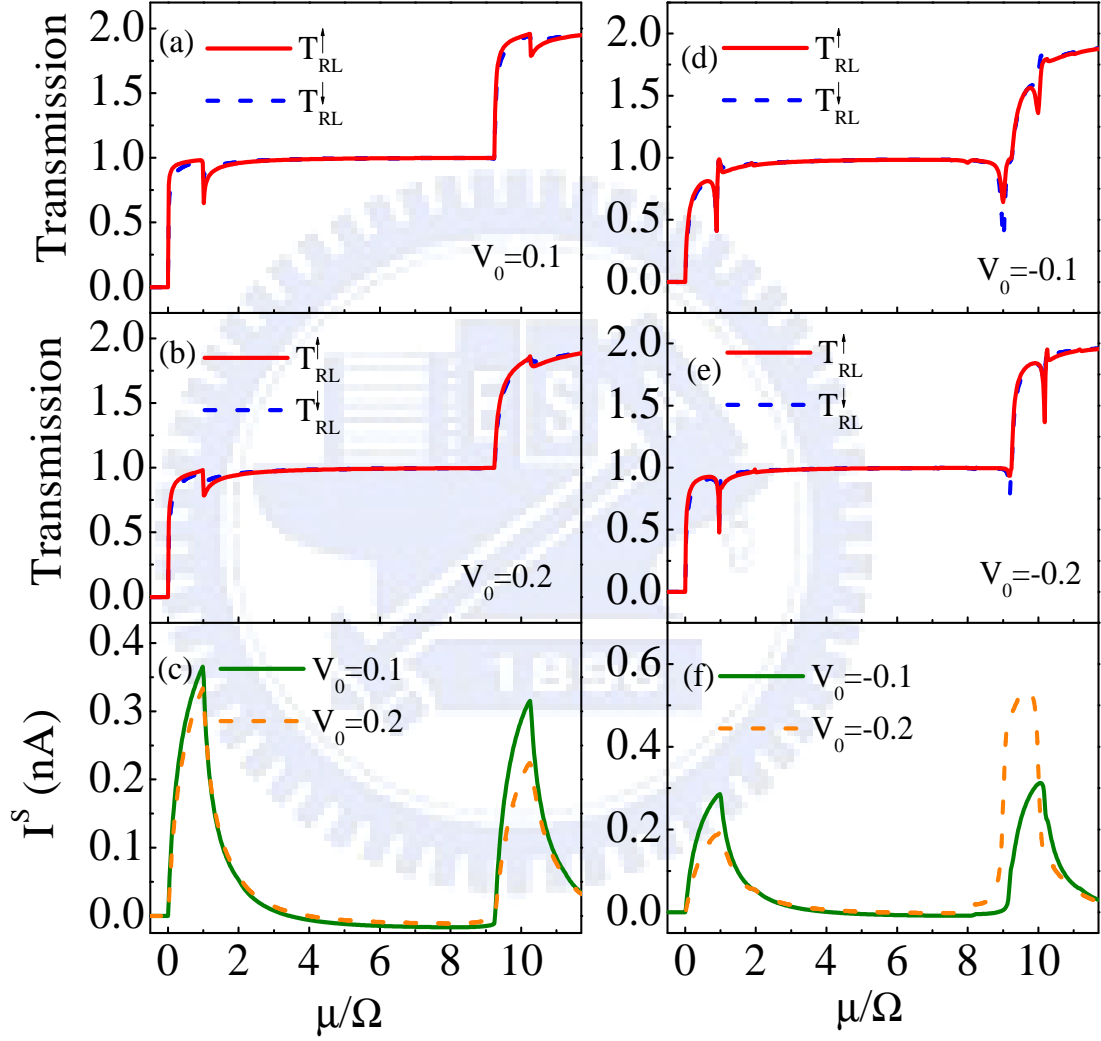 (a)
T↑RL
T↓RL
V0=0.1
Transmission
2.0
1.5
1.0
0.5
0.0
(d)
T↑RL
T↓RL
V0=-0.1
2.0
1.5
1.0
0.5
0.0
(b)
T↑RL
T↓RL
V0=0.2
Transmission
2.0
1.5
1.0
0.5
0.0
(e)
T↑RL
T↓RL
V0=-0.2
2.0
1.5
1.0
0.5
0.0
(c)
V0=0.1
V0=0.2
IS (nA)
0.4
0.3
0.2
0.1
0.0
0 2 4 6 8 10
μ/Ω
(f)
V0=-0.1
V0=-0.2
0.6
0.4
0.2
0.0
0 2 4 6 8 10
μ/Ω